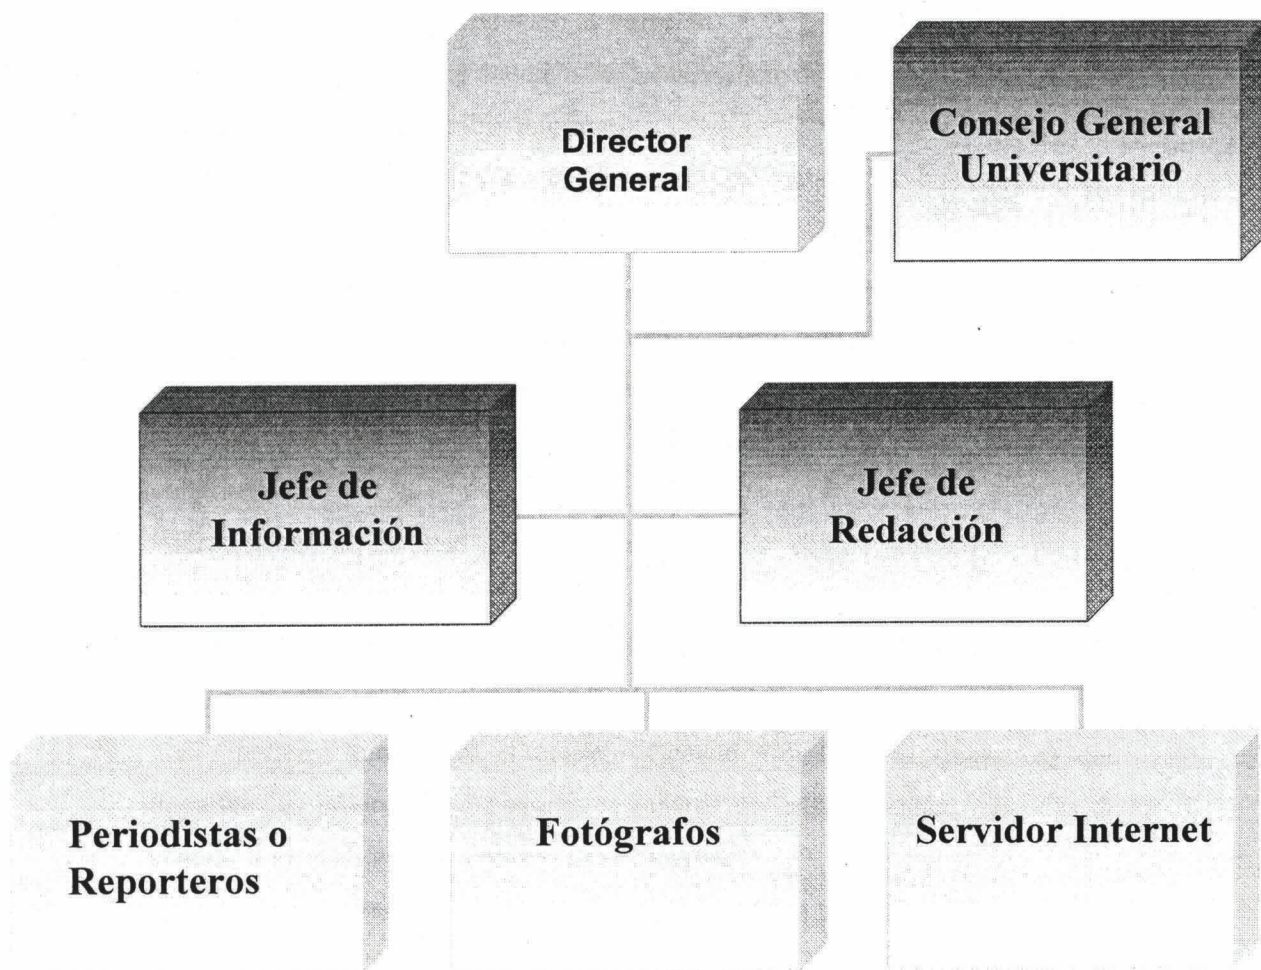 Director
General
Consejo General
Universitario
Jefe de
Información
Jefe de
Redacción
Periodistas o
Reporteros
Fotógrafos
Servidor Internet